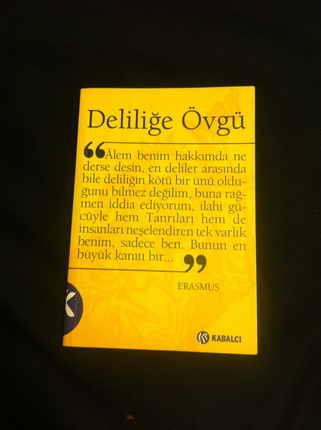 Deliliğe Övgü
“Âlem benim hakkımda ne
derse desin, en deliler arasında
bile deliliğin kötü bir ünü oldu-
ğunu bilmez değilim, buna rağ-
men iddia ediyorum, ilahi gü-
cüyle hem Tanrıları hem de
insanları neşelendiren tek varlık
benim, sadece ben. Bunun en
büyük kanıtı bir... ”
ERASMUS
K
KABALCI